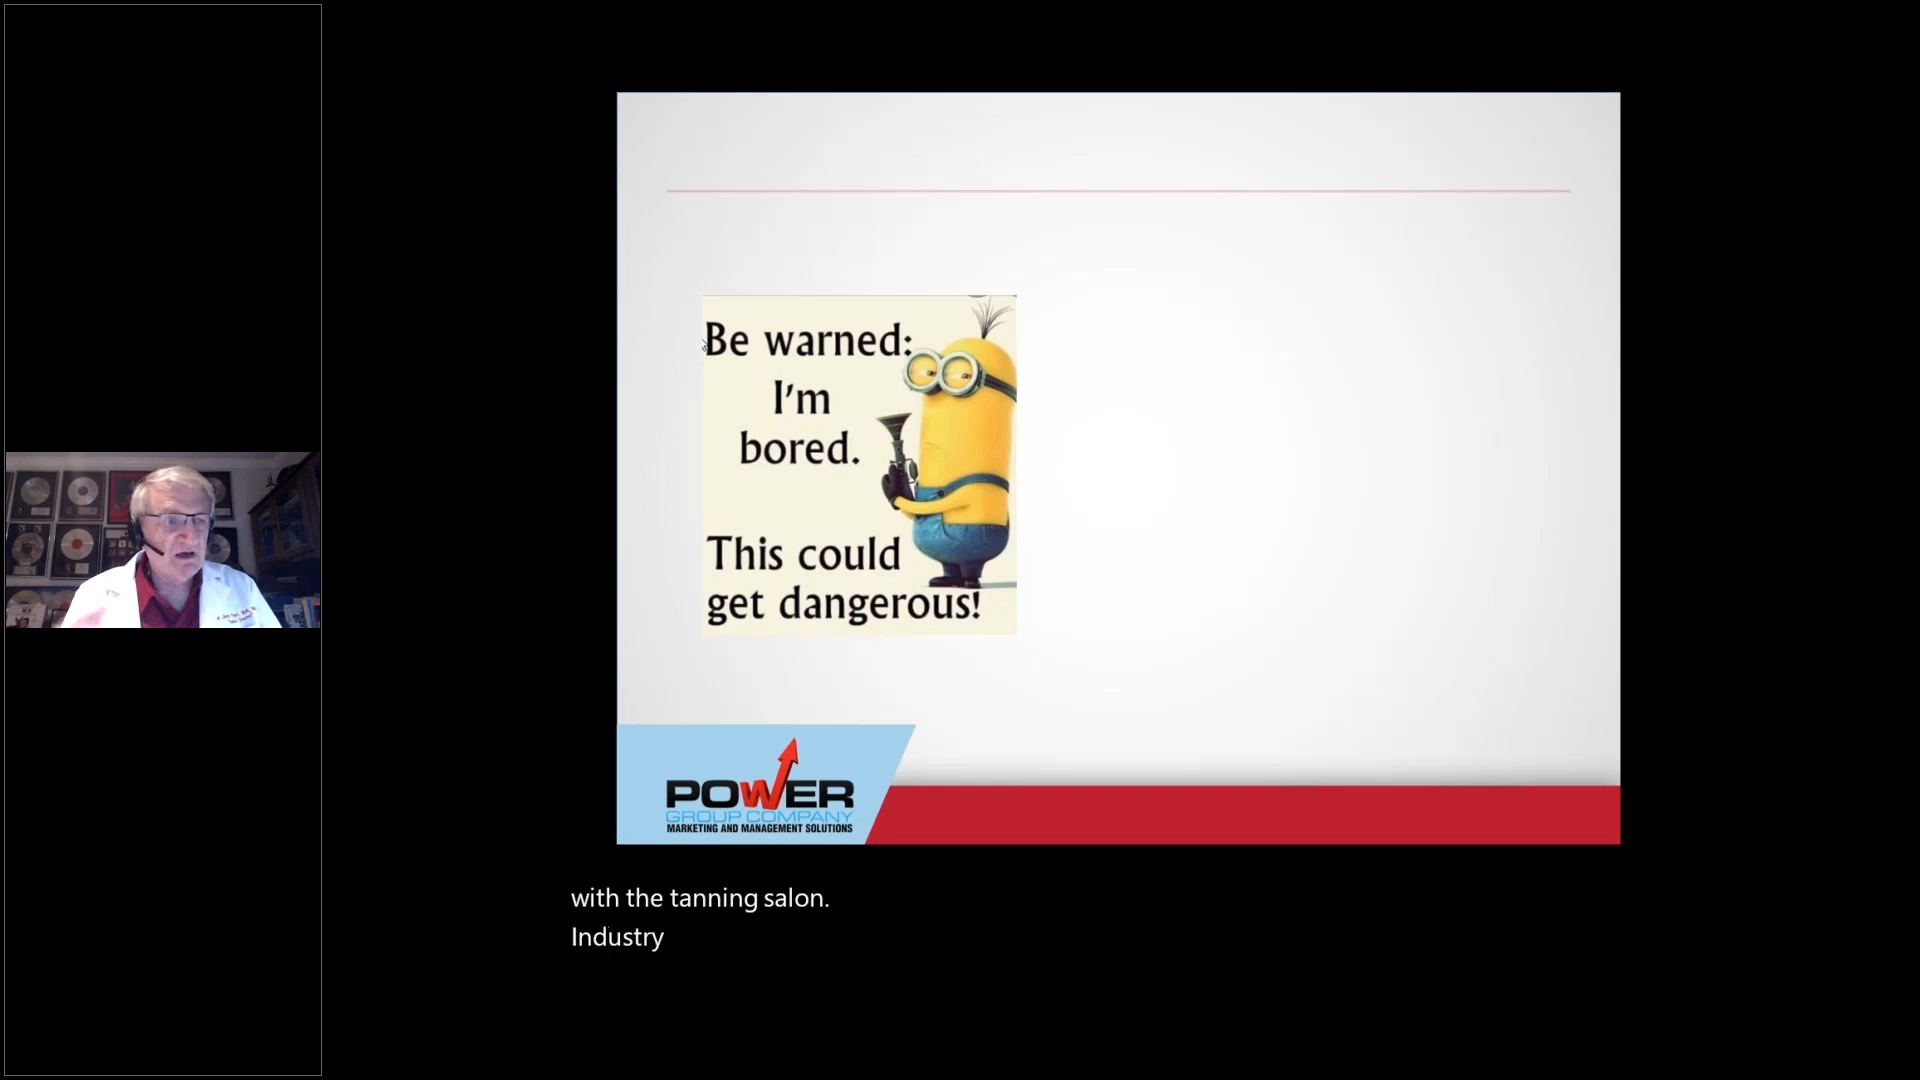 Be warned:
I'm
bored.
This could
get dangerous!
POWER
GROUP COMPANY
MARKETING AND MANAGEMENT SOLUTIONS
with the tanning salon.
Industry